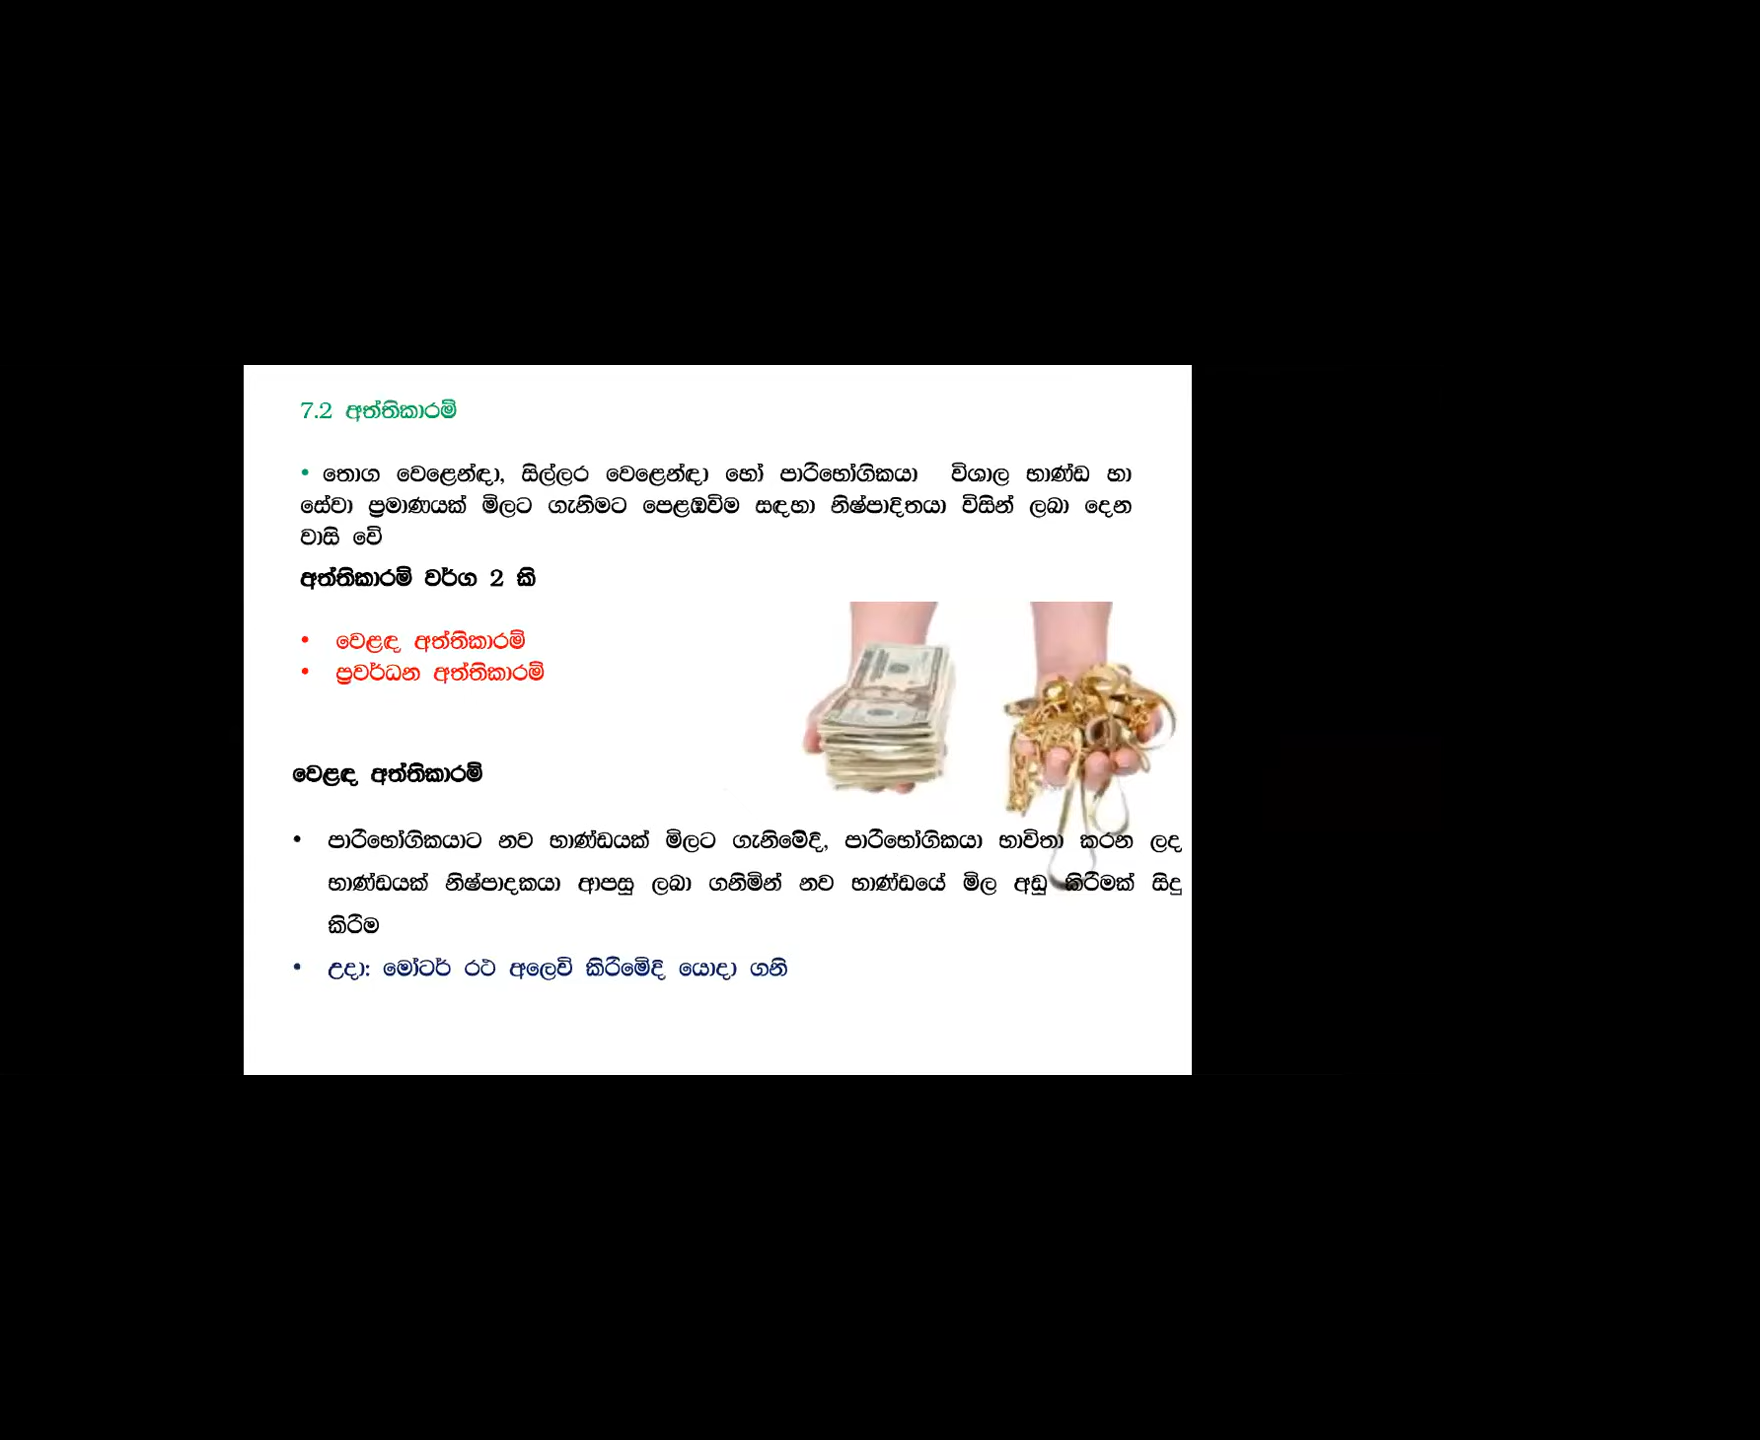 7.2 අත්තිකාරම්
• තොග වෙළෙන්ඳා, සිල්ලර වෙළෙන්ඳා හෝ පාරිභෝගිකයා විශාල භාණ්ඩ හා
සේවා ප්‍රමාණයක් මිලට ගැනිමට පෙළඹවිම සඳහා නිෂ්පාදිතයා විසින් ලබා දෙන
වාසි වේ
අත්තිකාරම් වර්ග 2 කි
• වෙළඳ අත්තිකාරම්
• ප්‍රවර්ධන අත්තිකාරම්
වෙළඳ අත්තිකාරම්
• පාරිභෝගිකයාට නව භාණ්ඩයක් මිලට ගැනිමේදි, පාරිභෝගිකයා භාවිතා කරන ලද
භාණ්ඩයක් නිෂ්පාදකයා ආපසු ලබා ගනිමින් නව භාණ්ඩයේ මිල අඩු කිරීමක් සිදු
කිරීම
• උදා: මෝටර් රථ අලෙවි කිරීමේදි යොදා ගනි